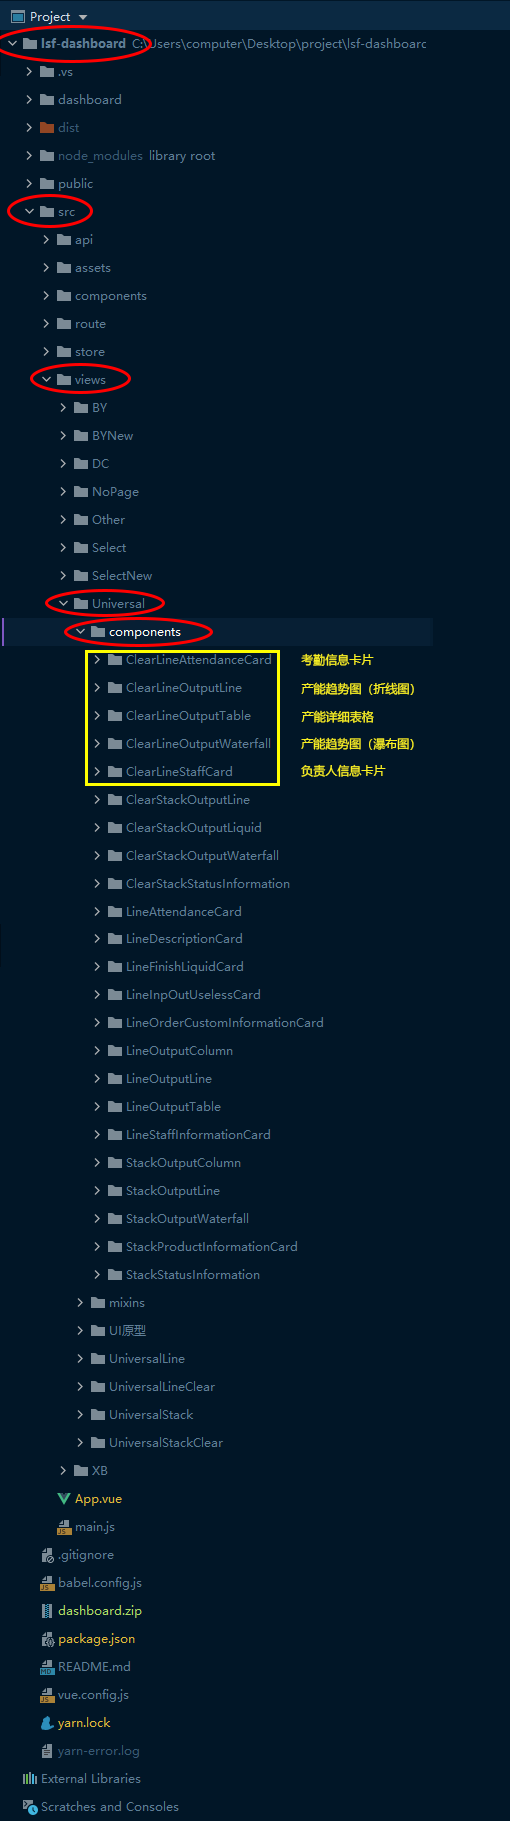 Project
lsf-dashboard C:\Users\computer\Desktop\project\lsf-dashboard
.vs
dashboard
dist
node_modules library root
public
src
api
assets
components
route
store
views
BY
BYNew
DC
NoPage
Other
Select
SelectNew
Universal
components
ClearLineAttendanceCard 考勤信息卡片
ClearLineOutputLine 产能趋势图（折线图）
ClearLineOutputTable 产能详细表格
ClearLineOutputWaterfall 产能趋势图（瀑布图）
ClearLineStaffCard 负责人信息卡片
ClearStackOutputLine
ClearStackOutputLiquid
ClearStackOutputWaterfall
ClearStackStatusInformation
LineAttendanceCard
LineDescriptionCard
LineFinishLiquidCard
LineInpOutUselessCard
LineOrderCustomInformationCard
LineOutputColumn
LineOutputLine
LineOutputTable
LineStaffInformationCard
StackOutputColumn
StackOutputLine
StackOutputWaterfall
StackProductInformationCard
StackStatusInformation
mixins
UI原型
UniversalLine
UniversalLineClear
UniversalStack
UniversalStackClear
XB
App.vue
main.js
.gitignore
babel.config.js
dashboard.zip
package.json
README.md
vue.config.js
yarn.lock
yarn-error.log
External Libraries
Scratches and Consoles